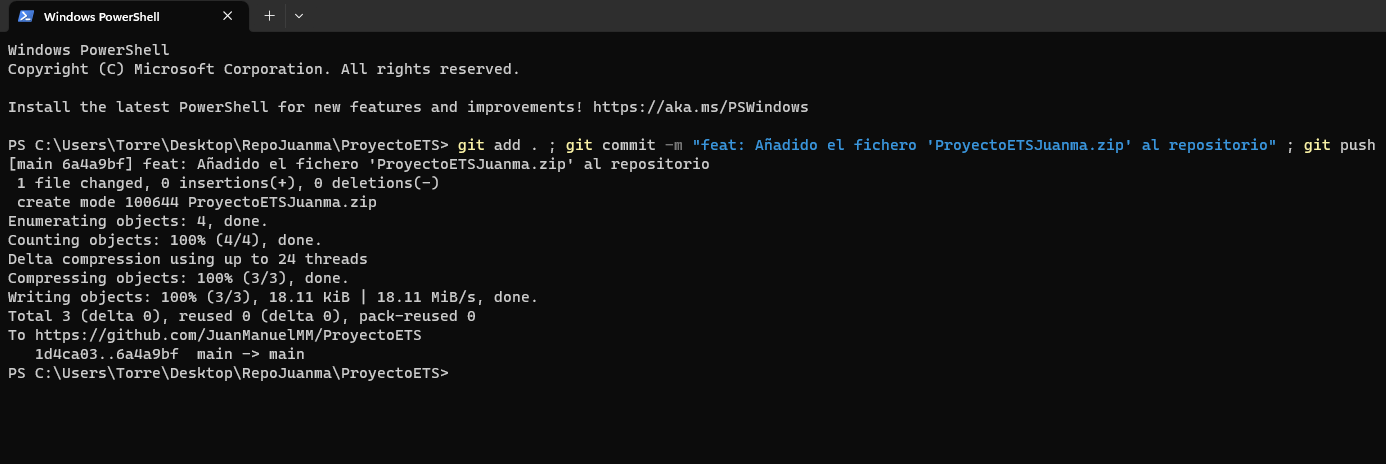 Windows PowerShell
Windows PowerShell
Copyright (C) Microsoft Corporation. All rights reserved.
Install the latest PowerShell for new features and improvements! https://aka.ms/PSWindows
PS C:\Users\Torre\Desktop\RepoJuanma\ProyectoETS> git add . ; git commit -m "feat: Añadido el fichero 'ProyectoETSJuanma.zip' al repositorio" ; git push
[main 6a4a9bf] feat: Añadido el fichero 'ProyectoETSJuanma.zip' al repositorio
 1 file changed, 0 insertions(+), 0 deletions(-)
 create mode 100644 ProyectoETSJuanma.zip
Enumerating objects: 4, done.
Counting objects: 100% (4/4), done.
Delta compression using up to 24 threads
Compressing objects: 100% (3/3), done.
Writing objects: 100% (3/3), 18.11 KiB | 18.11 MiB/s, done.
Total 3 (delta 0), reused 0 (delta 0), pack-reused 0
To https://github.com/JuanManuelMM/ProyectoETS
   1d4ca03..6a4a9bf  main -> main
PS C:\Users\Torre\Desktop\RepoJuanma\ProyectoETS>